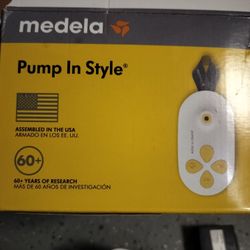 medela
Pump In Style®
ASSEMBLED IN THE USA
ARMADO EN LOS EE. UU.
60+
60+ YEARS OF RESEARCH
MÁS DE 60 AÑOS DE INVESTIGACIÓN